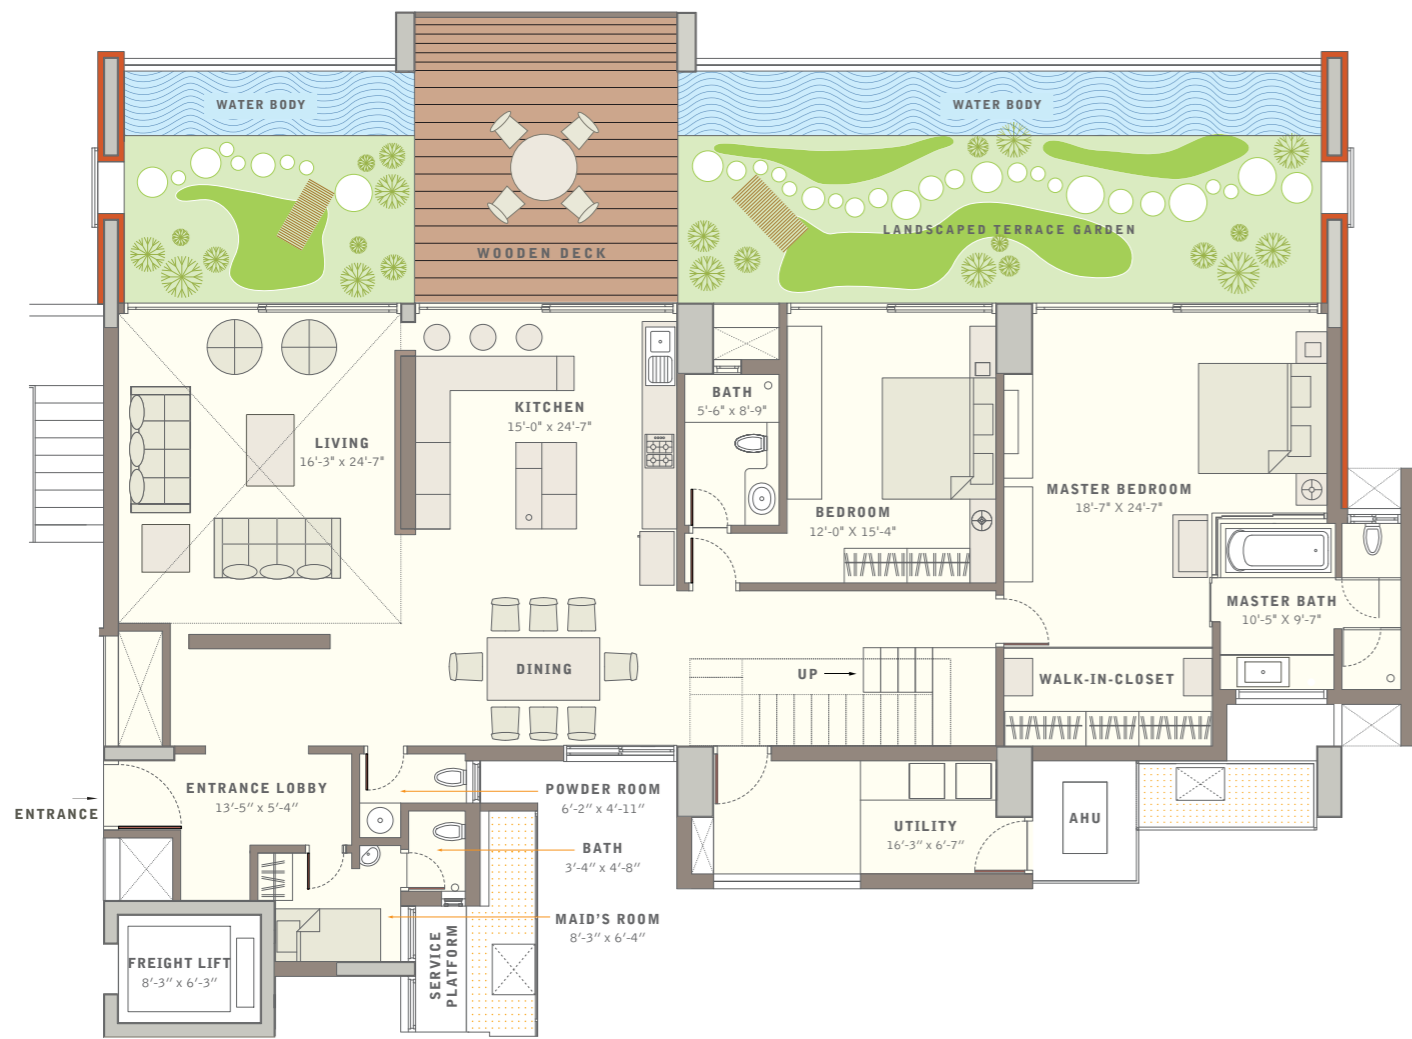 WATER BODY
WATER BODY
LANDSCAPED TERRACE GARDEN
WOODEN DECK
BATH
5'-6" x 8'-9"
KITCHEN
15'-0" x 24'-7"
LIVING
16'-3" x 24'-7"
MASTER BEDROOM
18'-7" X 24'-7"
BEDROOM
12'-0" X 15'-4"
MASTER BATH
10'-5" X 9'-7"
DINING
UP
WALK-IN-CLOSET
ENTRANCE LOBBY
13'-5" x 5'-4"
POWDER ROOM
6'-2" x 4'-11"
ENTRANCE
AHU
UTILITY
16'-3" x 6'-7"
BATH
3'-4" x 4'-8"
MAID'S ROOM
8'-3" x 6'-4"
SERVICE
PLATFORM
FREIGHT LIFT
8'-3" x 6'-3"